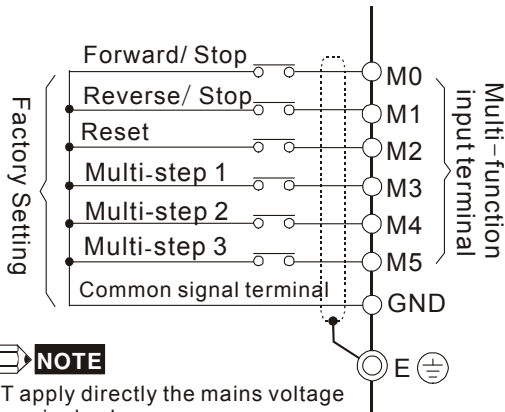 Forward/ Stop
M0
Reverse/ Stop
M1
Reset
M2
Multi-step 1
M3
Multi-step 2
M4
Multi-step 3
M5
Common signal terminal
GND
Factory Setting
Multi-function
input terminal
E
NOTE
T apply directly the mains voltage